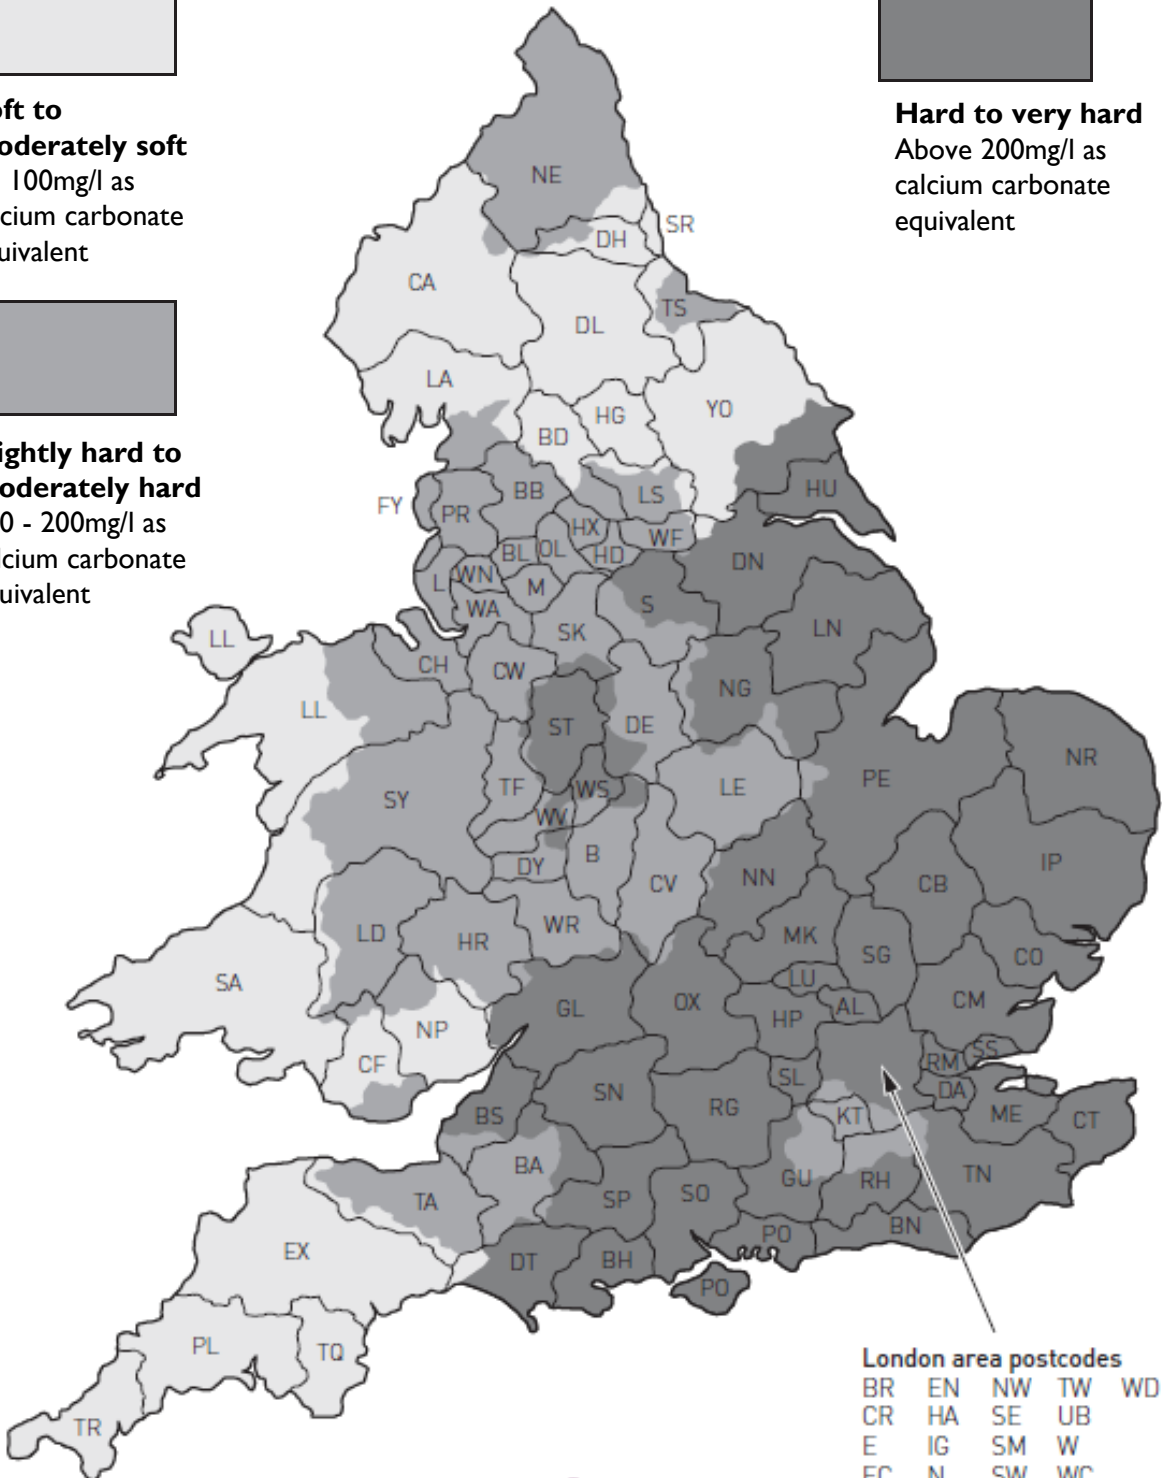 oft to
oderately soft
100mg/l as
cium carbonate
uivalent
Hard to very hard
Above 200mg/l as
calcium carbonate
equivalent
ightly hard to
oderately hard
0 - 200mg/l as
lcium carbonate
uivalent
NE
SR
DH
CA
TS
DL
LA
YO
HG
BD
HU
FY
PR
BB
LS
HX
WF
BL
OL
HD
DN
L
WN
M
WA
S
SK
LN
LL
CH
CW
NG
LL
ST
DE
NR
SY
TF
WS
LE
PE
WV
DY
B
CV
NN
CB
IP
LD
HR
WR
MK
SG
CO
SA
GL
OX
LU
AL
CM
NP
HP
CF
SN
SL
RM
SS
DA
BS
RG
KT
ME
CT
BA
TA
SP
SO
GU
RH
TN
EX
DT
BH
PO
BN
PO
PL
TQ
TR
London area postcodes
BR EN NW TW WD
CR HA SE UB
E IG SM W
EC N SW WC